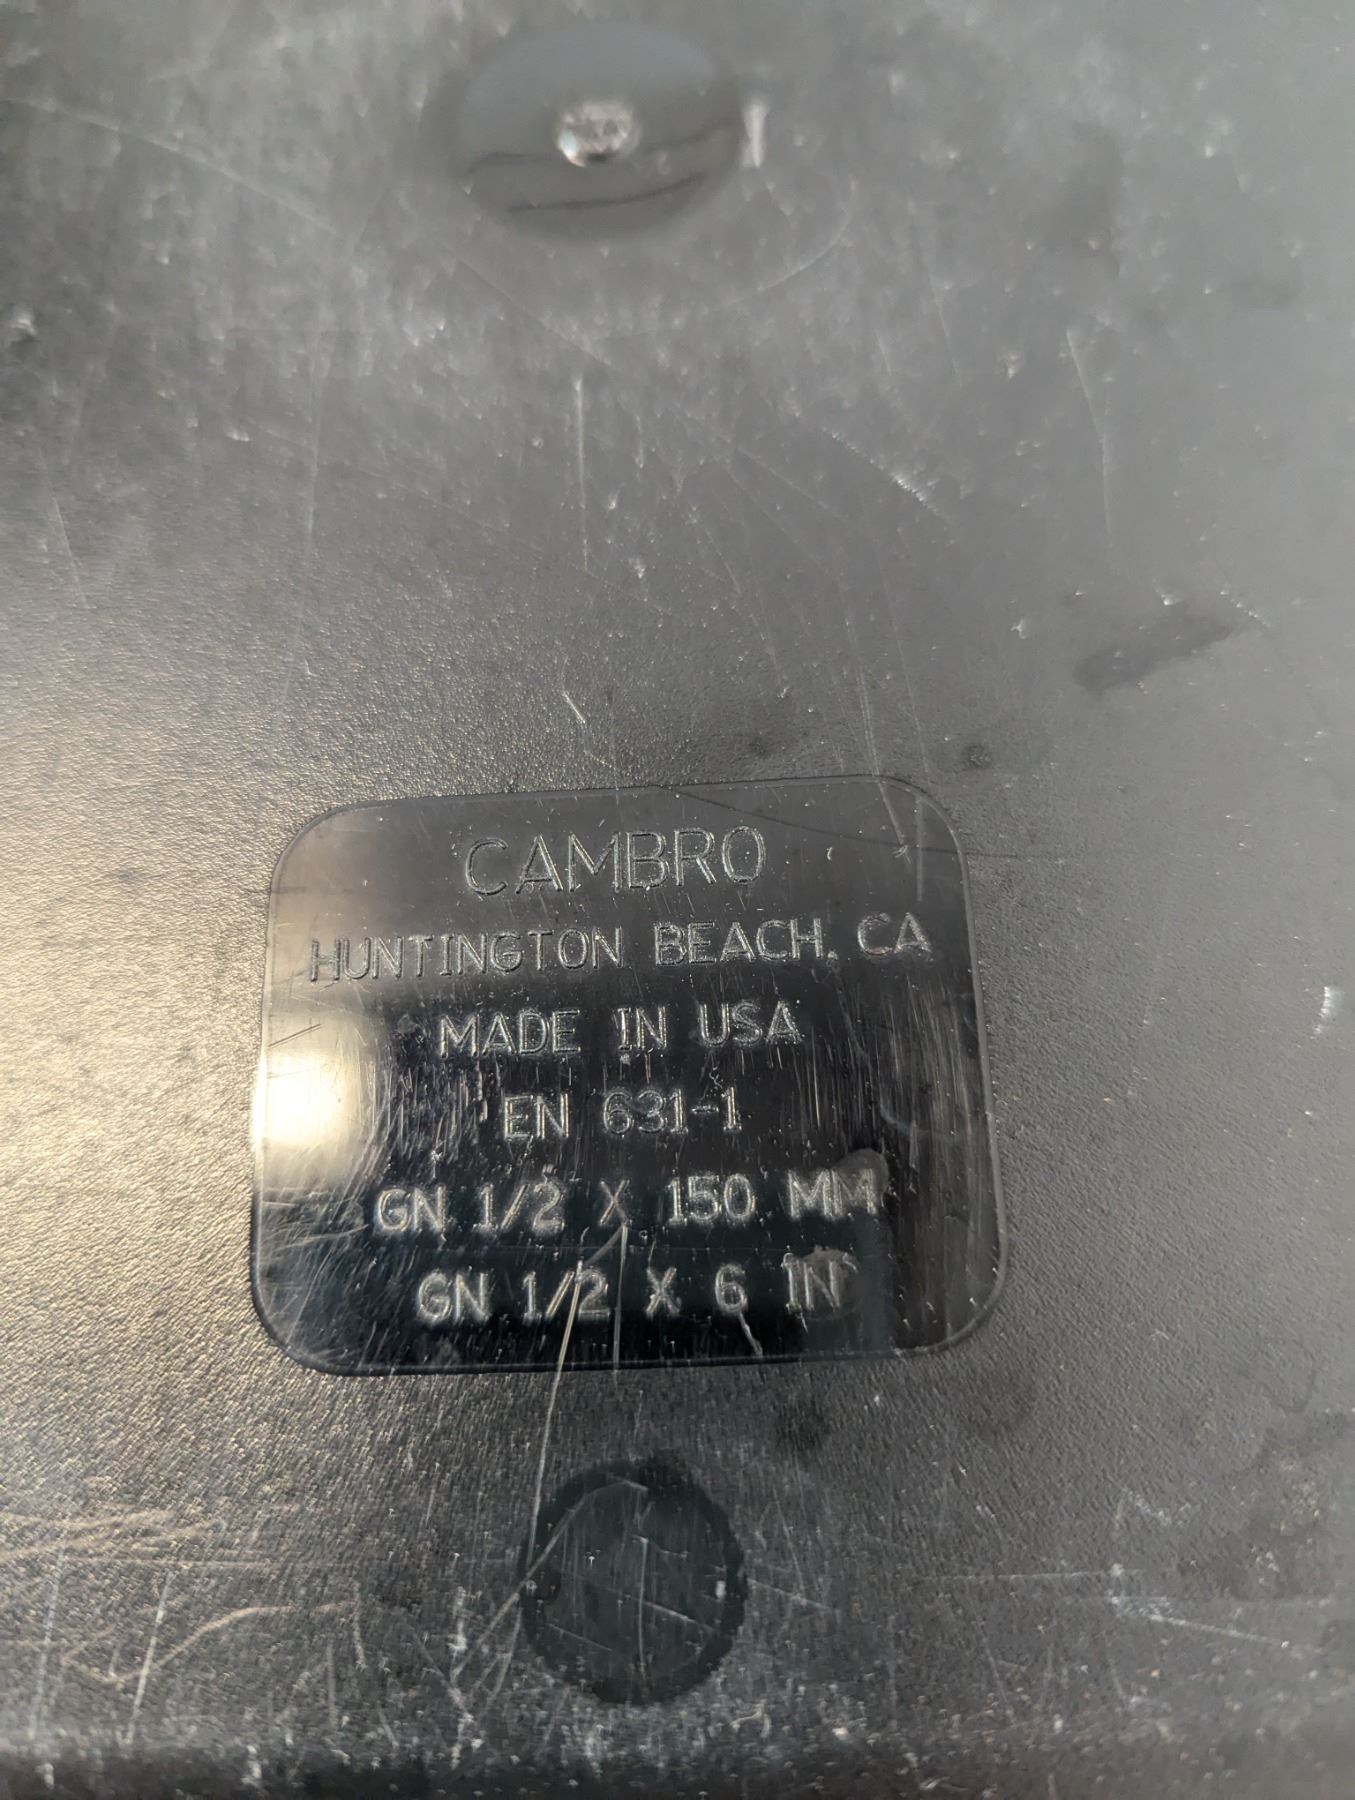 CAMBRO
HUNTINGTON BEACH, CA
MADE IN USA
EN 631-1
GN 1/2 X 150 MM
GN 1/2 X 6 IN